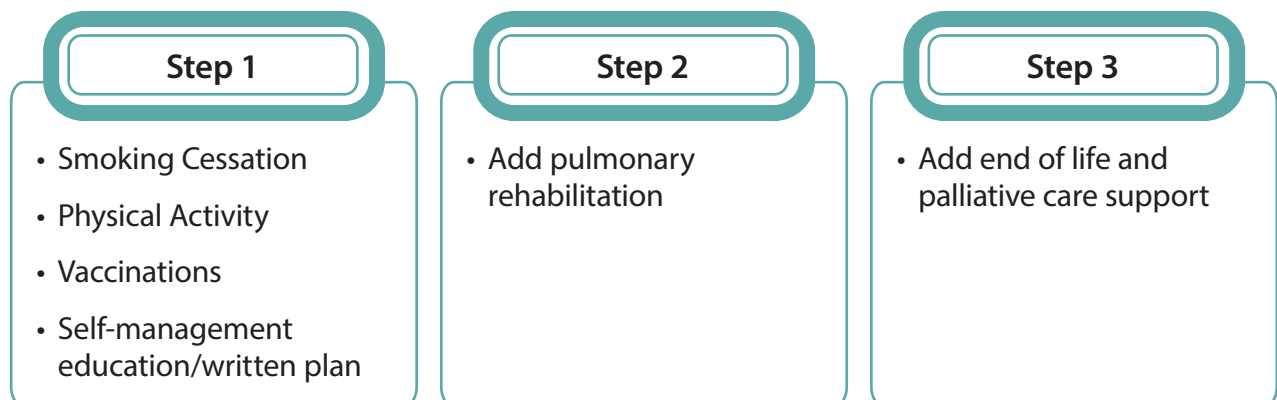 Step 1
• Smoking Cessation
• Physical Activity
• Vaccinations
• Self-management
education/written plan
Step 2
• Add pulmonary
rehabilitation
Step 3
• Add end of life and
palliative care support